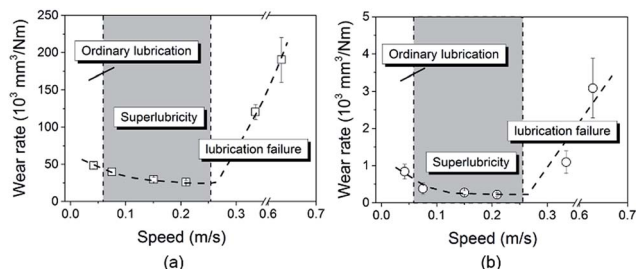 250
200
150
100
50
0
Wear rate (10³ mm³/Nm)
Ordinary lubrication
Superlubricity
lubrication failure
0.0 0.1 0.2 0.3 0.6 0.7
Speed (m/s)
(a)
5
4
3
2
1
0
Wear rate (10³ mm³/Nm)
Ordinary lubrication
lubrication failure
Superlubricity
0.0 0.1 0.2 0.3 0.6 0.7
Speed (m/s)
(b)